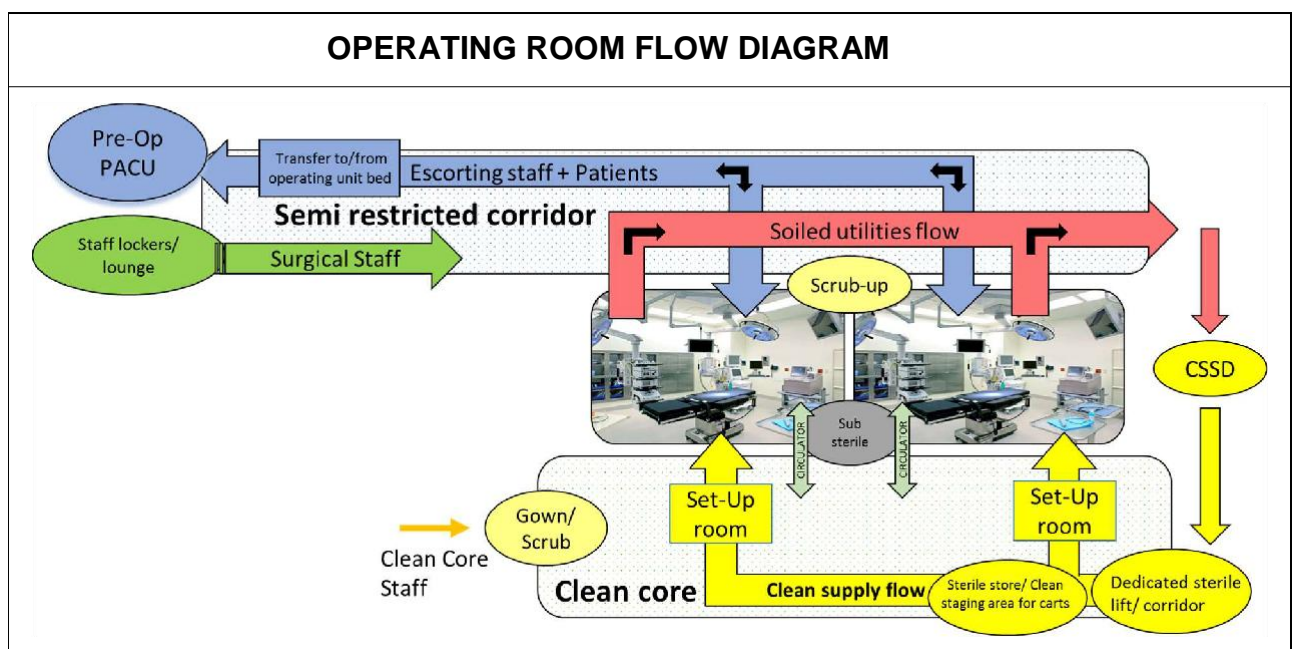 OPERATING ROOM FLOW DIAGRAM
Pre-Op
PACU
Transfer to/from
operating unit bed
Escorting staff + Patients
Semi restricted corridor
Staff lockers/
lounge
Surgical Staff
Soiled utilities flow
Scrub-up
CSSD
CIRCULATOR
Sub
sterile
CIRCULATOR
Set-Up
room
Set-Up
room
Gown/
Scrub
Clean Core
Staff
Clean core
Clean supply flow
Sterile store/ Clean
staging area for carts
Dedicated sterile
lift/ corridor